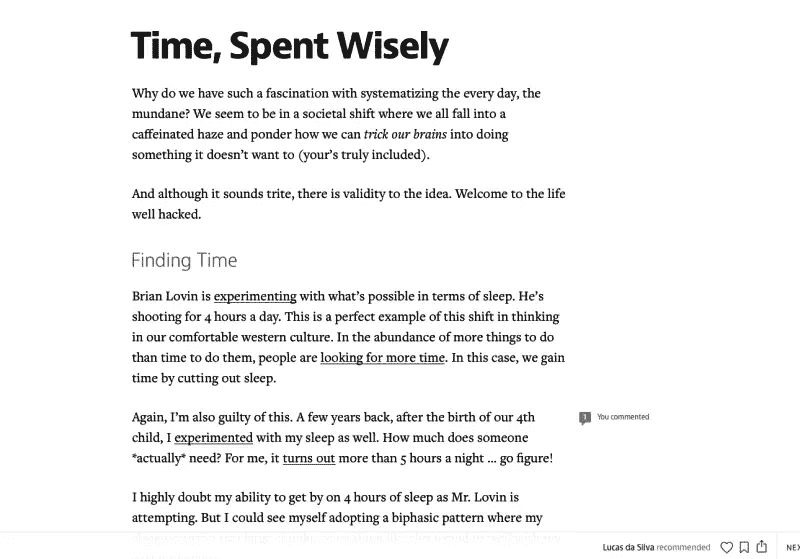 Time, Spent Wisely
Why do we have such a fascination with systematizing the every day, the
mundane? We seem to be in a societal shift where we all fall into a
caffeinated haze and ponder how we can trick our brains into doing
something it doesn't want to (your's truly included).
And although it sounds trite, there is validity to the idea. Welcome to the life
well hacked.
Finding Time
Brian Lovin is experimenting with what's possible in terms of sleep. He's
shooting for 4 hours a day. This is a perfect example of this shift in thinking
in our comfortable western culture. In the abundance of more things to do
than time to do them, people are looking for more time. In this case, we gain
time by cutting out sleep.
Again, I'm also guilty of this. A few years back, after the birth of our 4th
child, I experimented with my sleep as well. How much does someone
*actually* need? For me, it turns out more than 5 hours a night ... go figure!
1 You commented
I highly doubt my ability to get by on 4 hours of sleep as Mr. Lovin is
attempting. But I could see myself adopting a biphasic pattern where my
Lucas da Silva recommended
NEX